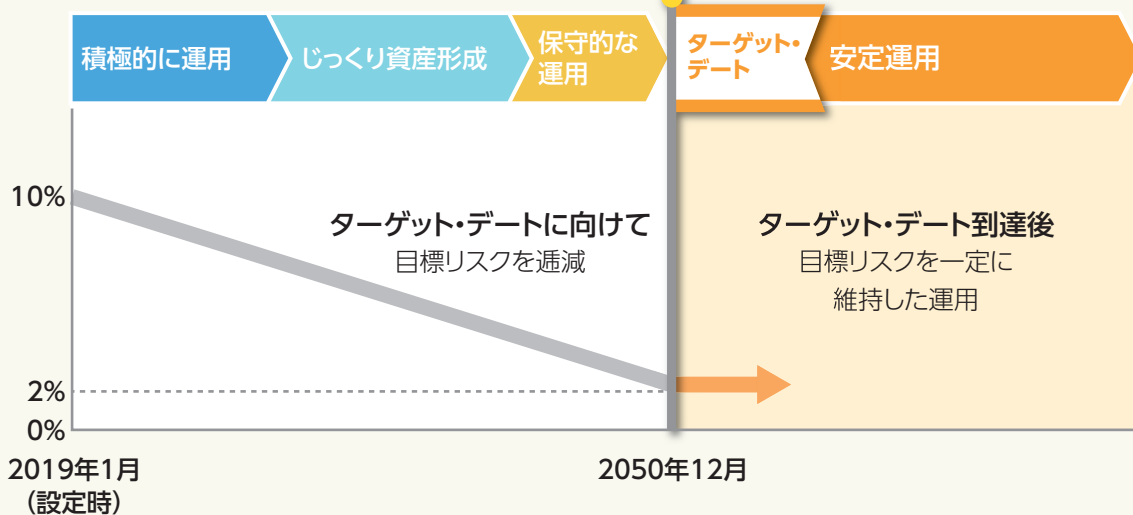 積極的に運用
じっくり資産形成
保守的な
運用
ターゲット・
デート
安定運用
10%
ターゲット・デートに向けて
目標リスクを逓減
ターゲット・デート到達後
目標リスクを一定に
維持した運用
2%
0%
2019年1月
(設定時)
2050年12月